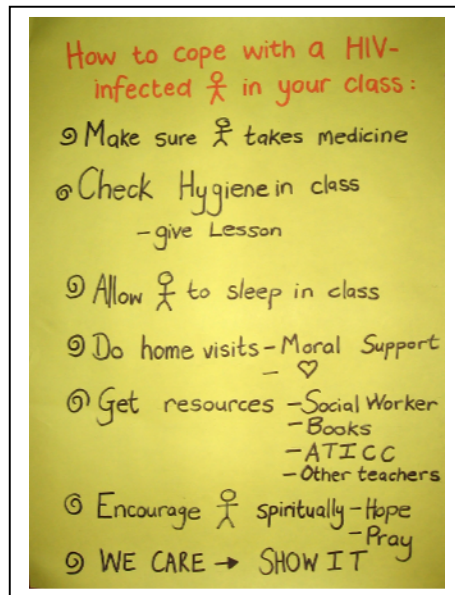 How to cope with a HIV-
infected in your class:
Make sure takes medicine
Check Hygiene in class
- give Lesson
Allow to sleep in class
Do home visits - Moral Support
- ♡
Get resources - Social Worker
- Books
- ATICC
- Other teachers
Encourage spiritually - Hope
- Pray
WE CARE → SHOW IT